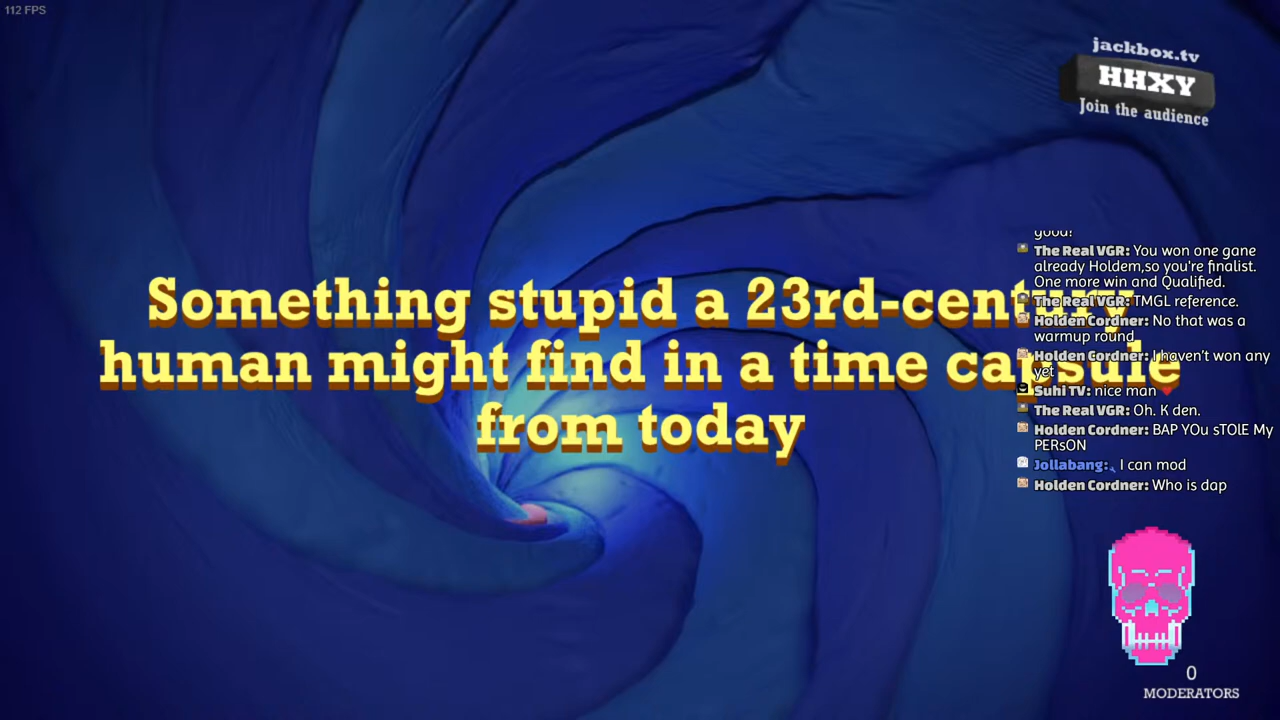 112 FPS
jackbox.tv
HHXY
Join the audience
Something stupid a 23rd-century
human might find in a time capsule
from today
good!
The Real VGR: You won one gane
already Holdem,so you're finalist.
One more win and Qualified.
The Real VGR: TMGL reference.
Holden Cordner: No that was a
warmup round
Holden Cordner: I haven't won any
yet
Suhi TV: nice man ❤️
The Real VGR: Oh. K den.
Holden Cordner: BAP YOu sTOlE My
PERsON
Jollabang: I can mod
Holden Cordner: Who is dap
0
MODERATORS